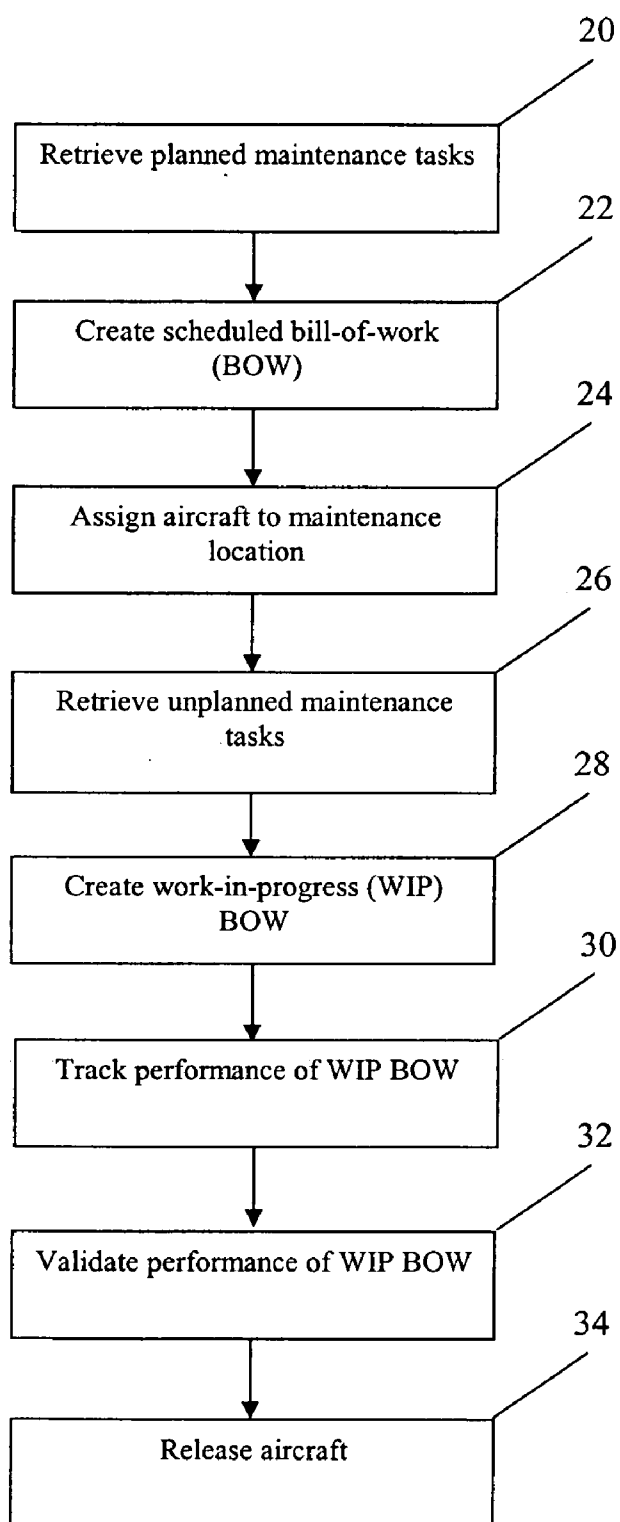 20
Retrieve planned maintenance tasks
22
Create scheduled bill-of-work
(BOW)
24
Assign aircraft to maintenance
location
26
Retrieve unplanned maintenance
tasks
28
Create work-in-progress (WIP)
BOW
30
Track performance of WIP BOW
32
Validate performance of WIP BOW
34
Release aircraft